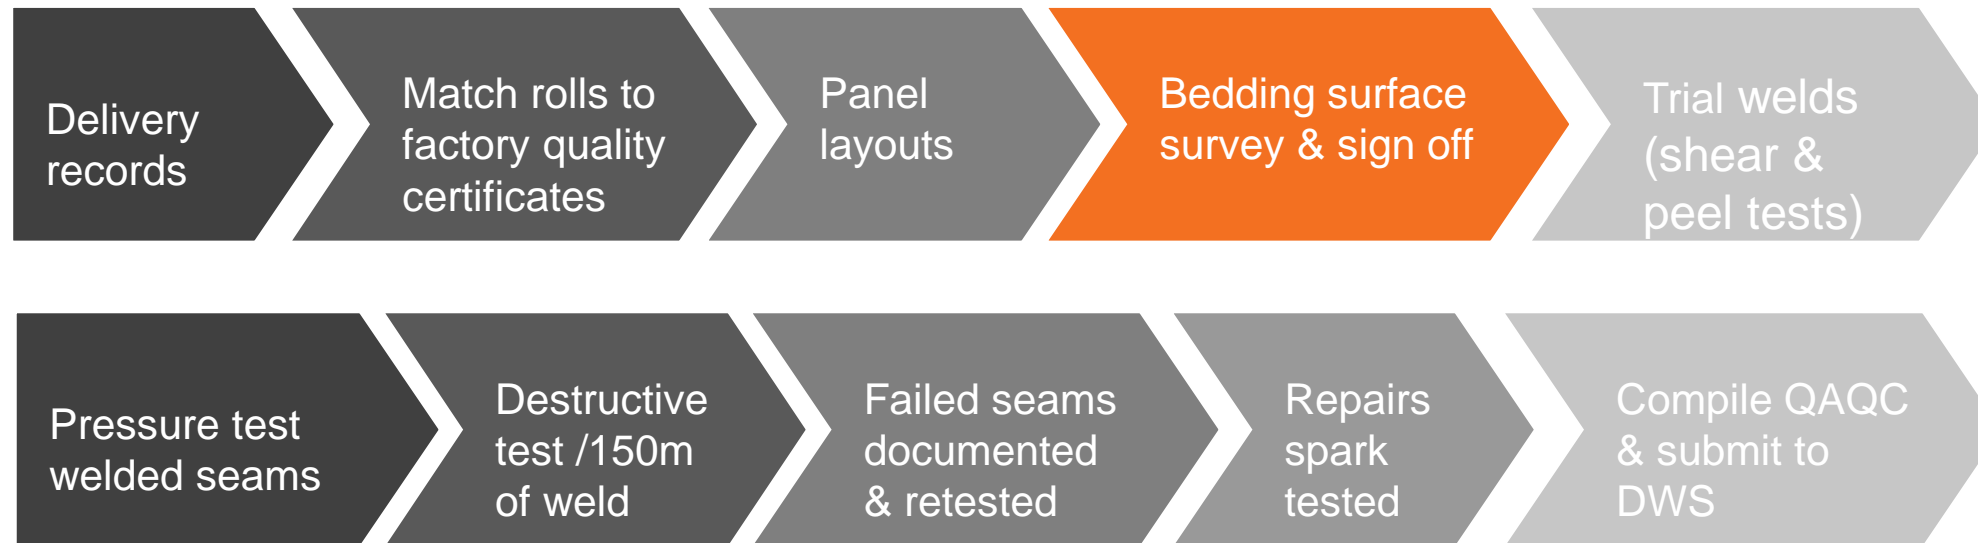 Delivery
records
Match rolls to
factory quality
certificates
Panel
layouts
Bedding surface
survey & sign off
Trial welds
(shear &
peel tests)
Pressure test
welded seams
Destructive
test /150m
of weld
Failed seams
documented
& retested
Repairs
spark
tested
Compile QAQC
& submit to
DWS